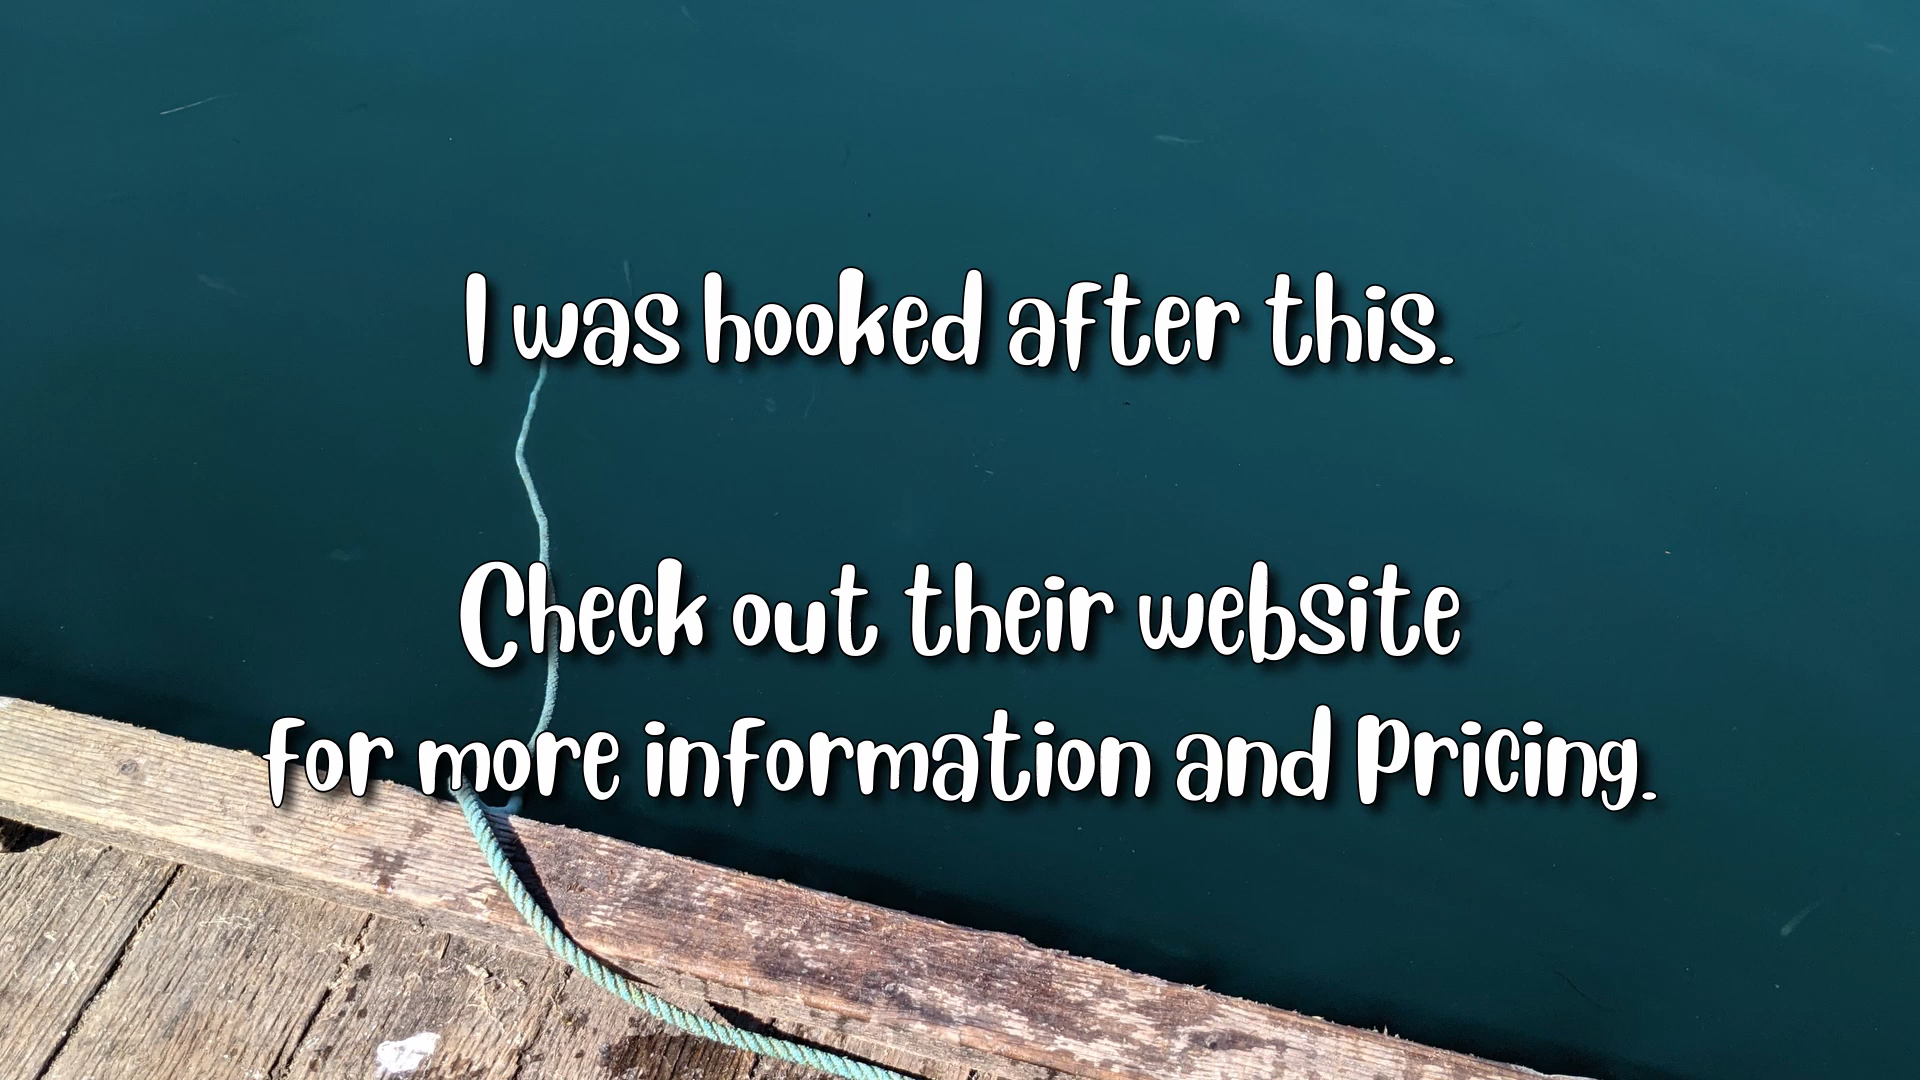 I was hooked after this.
Check out their website
for more information and Pricing.